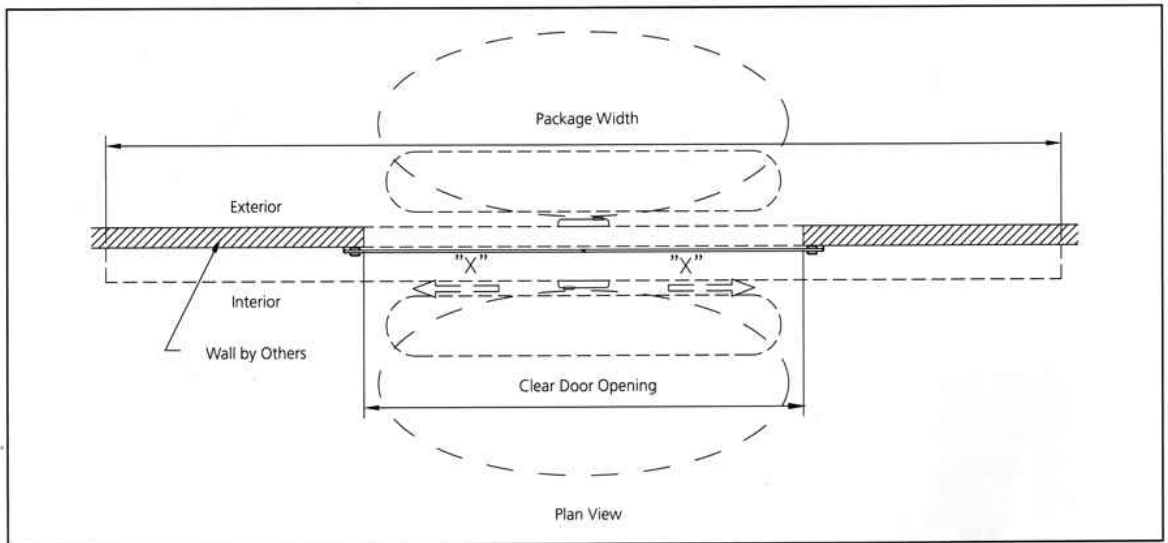 Package Width
Exterior
"X" "X"
Interior
Wall by Others
Clear Door Opening
Plan View